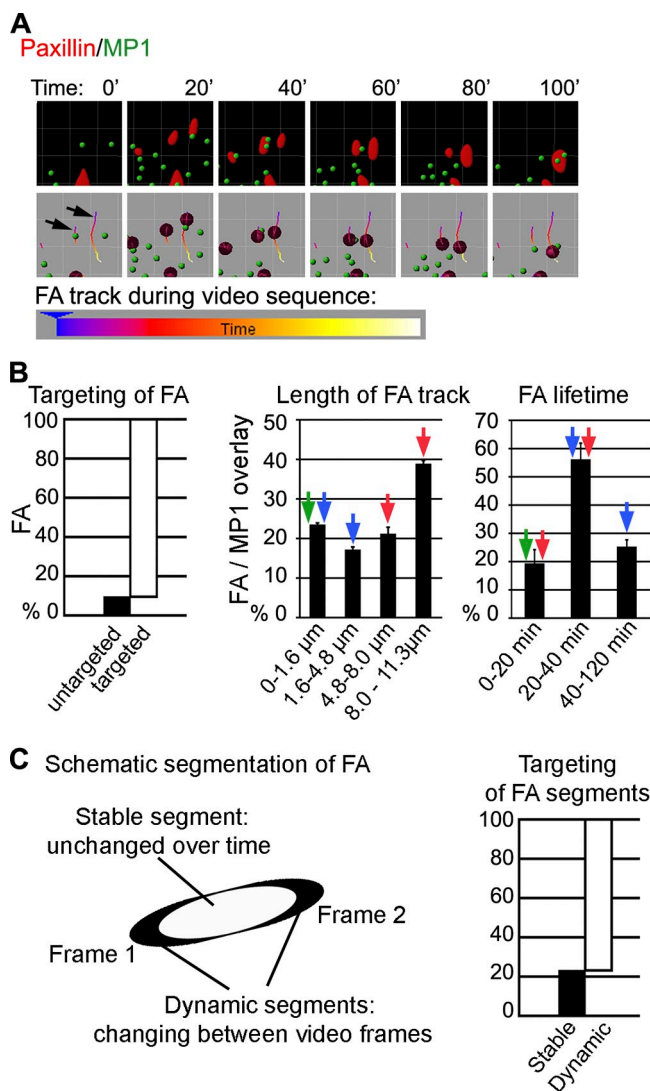 A
Paxillin/MP1
Time: 0’ 20’ 40’ 60’ 80’ 100’
FA track during video sequence:
Time
B
Targeting of FA
100
80
60
40
20
% 0
FA
untargeted
targeted
Length of FA track
50
40
30
20
10
% 0
FA / MP1 overlay
0-1.6 µm
1.6-4.8 µm
4.8-8.0 µm
8.0 - 11.3µm
FA lifetime
70
60
50
40
30
20
10
% 0
0-20 min
20-40 min
40-120 min
C
Schematic segmentation of FA
Stable segment:
unchanged over time
Frame 1
Frame 2
Dynamic segments:
changing between video frames
Targeting
of FA segments
100
80
60
40
20
0
Stable
Dynamic